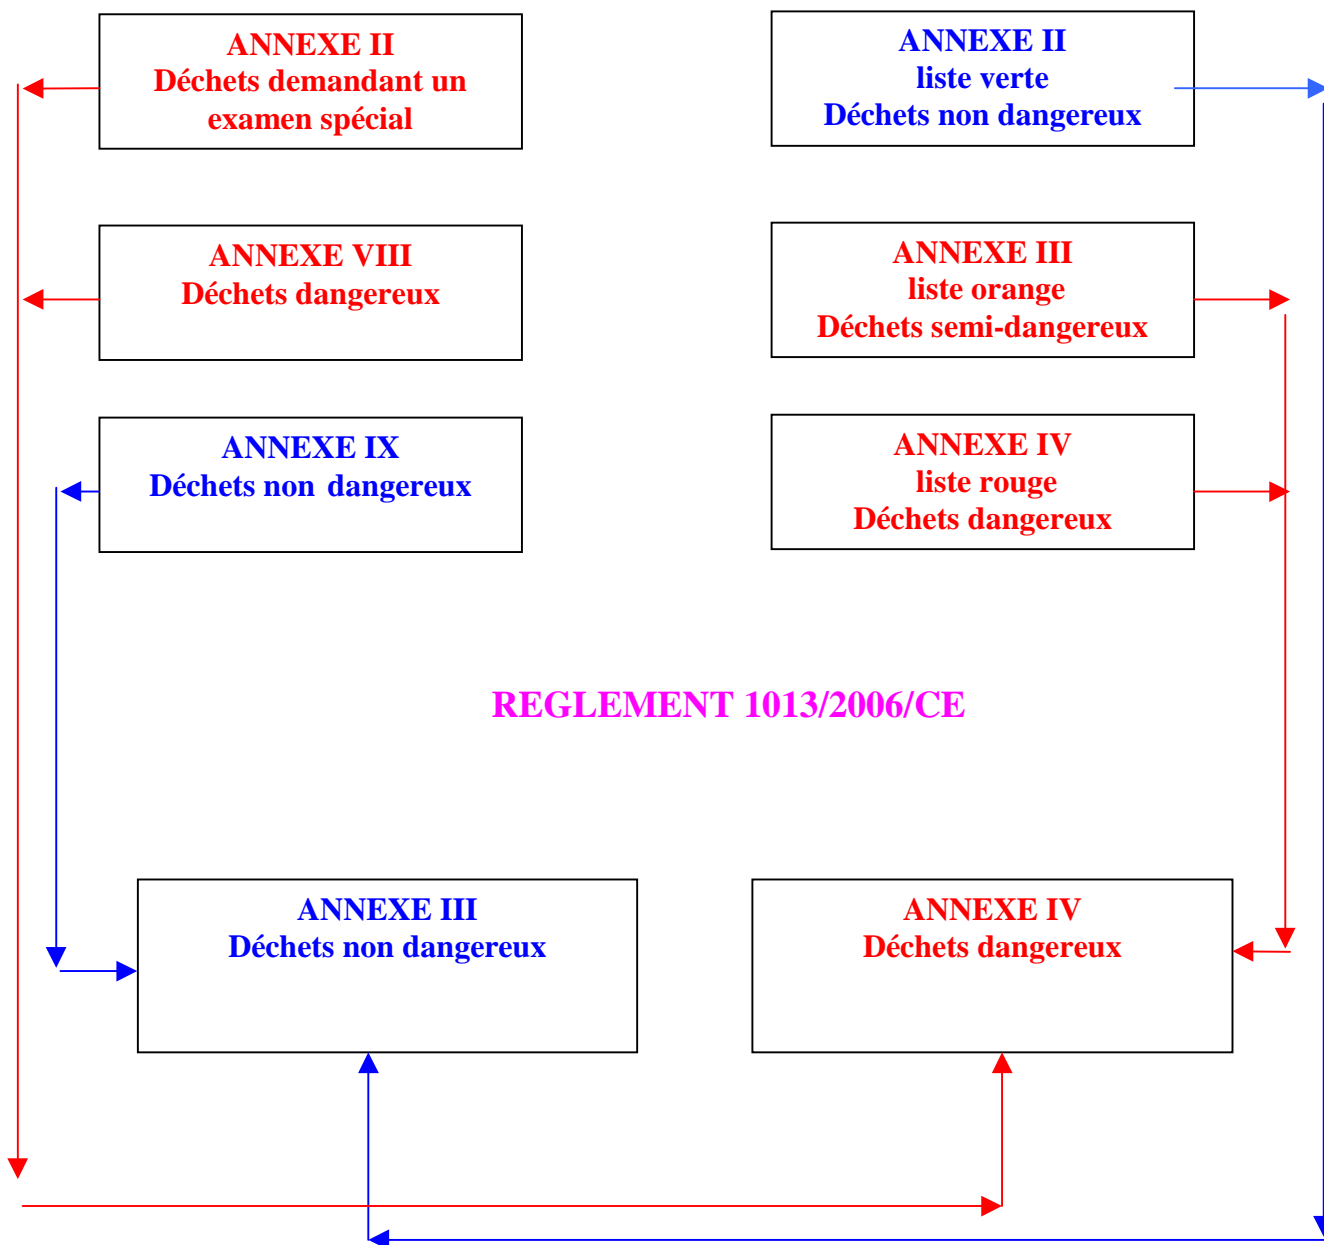 ANNEXE II
Déchets demandant un
examen spécial
ANNEXE II
liste verte
Déchets non dangereux
ANNEXE VIII
Déchets dangereux
ANNEXE III
liste orange
Déchets semi-dangereux
ANNEXE IX
Déchets non dangereux
ANNEXE IV
liste rouge
Déchets dangereux
REGLEMENT 1013/2006/CE
ANNEXE III
Déchets non dangereux
ANNEXE IV
Déchets dangereux